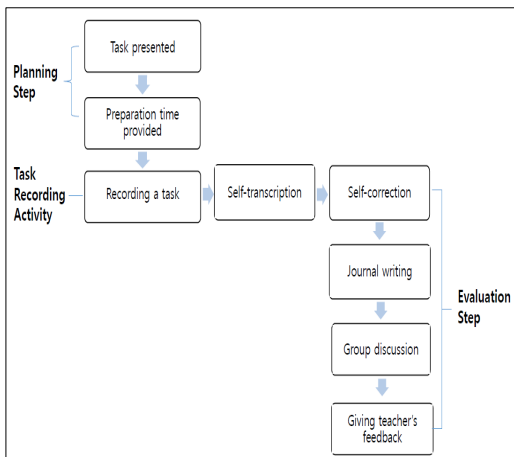 Planning
Step
Task presented
Preparation time
provided
Task
Recording
Activity
Recording a task
Self-transcription
Self-correction
Journal writing
Group discussion
Giving teacher's
feedback
Evaluation
Step